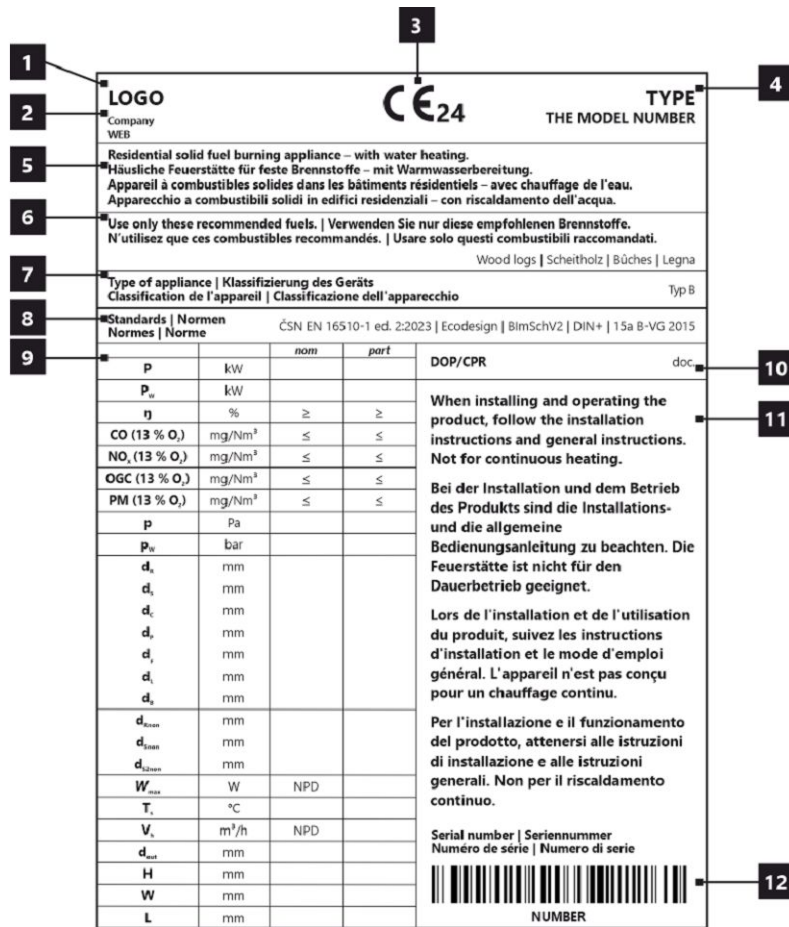 3
1
4
2
LOGO
Company
WEB
CE24
TYPE
THE MODEL NUMBER
5
Residential solid fuel burning appliance – with water heating.
Häusliche Feuerstätte für feste Brennstoffe – mit Warmwasserbereitung.
Appareil à combustibles solides dans les bâtiments résidentiels – avec chauffage de l'eau.
Apparecchio a combustibili solidi in edifici residenziali – con riscaldamento dell'acqua.
6
Use only these recommended fuels. | Verwenden Sie nur diese empfohlenen Brennstoffe.
N'utilisez que ces combustibles recommandés. | Usare solo questi combustibili raccomandati.
Wood logs | Scheitholz | Bûches | Legna
7
Type of appliance | Klassifizierung des Geräts
Classification de l'appareil | Classificazione dell'apparecchio
Typ B
8
Standards | Normen
Normes | Norme
ČSN EN 16510-1 ed. 2:2023 | Ecodesign | BImSchV2 | DIN+ | 15a B-VG 2015
9
nom part
P kW
Pw kW
η % ≥ ≥
CO (13 % O₂) mg/Nm³ ≤ ≤
NOₓ (13 % O₂) mg/Nm³ ≤ ≤
OGC (13 % O₂) mg/Nm³ ≤ ≤
PM (13 % O₂) mg/Nm³ ≤ ≤
p Pa
pw bar
dR mm
dS mm
dC mm
dP mm
dF mm
dL mm
dB mm
dRnon mm
dSnon mm
dS2non mm
Wmax W NPD
Ts °C
Vh m³/h NPD
dout mm
H mm
W mm
L mm
DOP/CPR doc.
10
11
When installing and operating the
product, follow the installation
instructions and general instructions.
Not for continuous heating.
Bei der Installation und dem Betrieb
des Produkts sind die Installations-
und die allgemeine
Bedienungsanleitung zu beachten. Die
Feuerstätte ist nicht für den
Dauerbetrieb geeignet.
Lors de l'installation et de l'utilisation
du produit, suivez les instructions
d'installation et le mode d'emploi
général. L'appareil n'est pas conçu
pour un chauffage continu.
Per l'installazione e il funzionamento
del prodotto, attenersi alle istruzioni
di installazione e alle istruzioni
generali. Non per il riscaldamento
continuo.
Serial number | Seriennummer
Numéro de série | Numero di serie
12
NUMBER